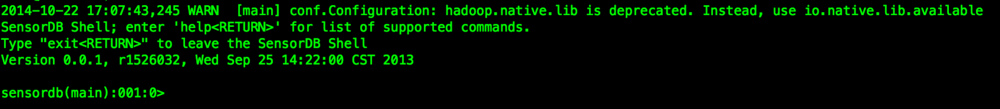 2014-10-22 17:07:43,245 WARN  [main] conf.Configuration: hadoop.native.lib is deprecated. Instead, use io.native.lib.available
SensorDB Shell; enter 'help<RETURN>' for list of supported commands.
Type "exit<RETURN>" to leave the SensorDB Shell
Version 0.0.1, r1526032, Wed Sep 25 14:22:00 CST 2013
sensordb(main):001:0>